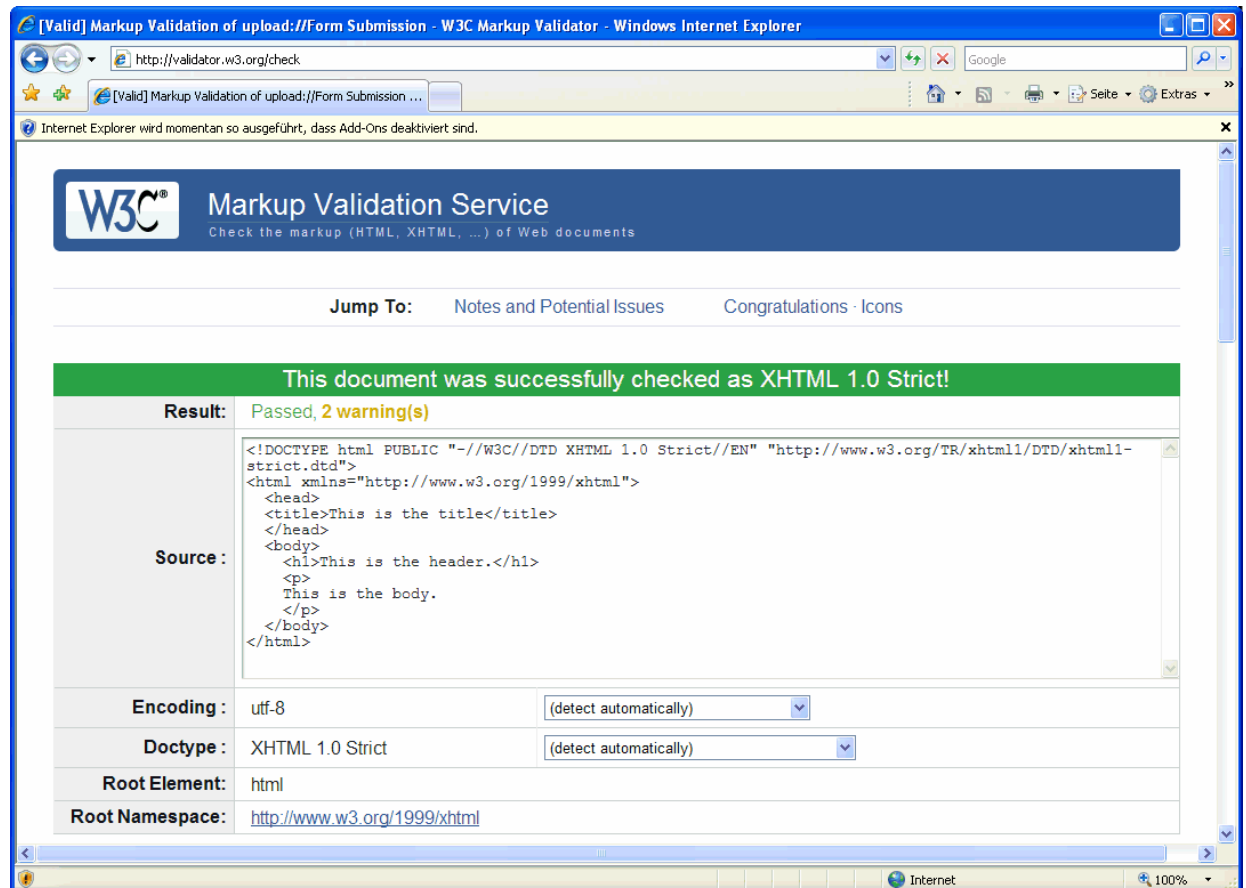 [Valid] Markup Validation of upload://Form Submission - W3C Markup Validator - Windows Internet Explorer
http://validator.w3.org/check
Google
[Valid] Markup Validation of upload://Form Submission ...
Seite
Extras
»
Internet Explorer wird momentan so ausgeführt, dass Add-Ons deaktiviert sind.
W3C®
Markup Validation Service
Check the markup (HTML, XHTML, …) of Web documents
Jump To: Notes and Potential Issues Congratulations · Icons
This document was successfully checked as XHTML 1.0 Strict!
Result: Passed, 2 warning(s)
Source :
<!DOCTYPE html PUBLIC "-//W3C//DTD XHTML 1.0 Strict//EN" "http://www.w3.org/TR/xhtml1/DTD/xhtml1-
strict.dtd">
<html xmlns="http://www.w3.org/1999/xhtml">
  <head>
  <title>This is the title</title>
  </head>
  <body>
    <h1>This is the header.</h1>
    <p>
    This is the body.
    </p>
  </body>
</html>
Encoding : utf-8 (detect automatically)
Doctype : XHTML 1.0 Strict (detect automatically)
Root Element: html
Root Namespace: http://www.w3.org/1999/xhtml
Internet 100%